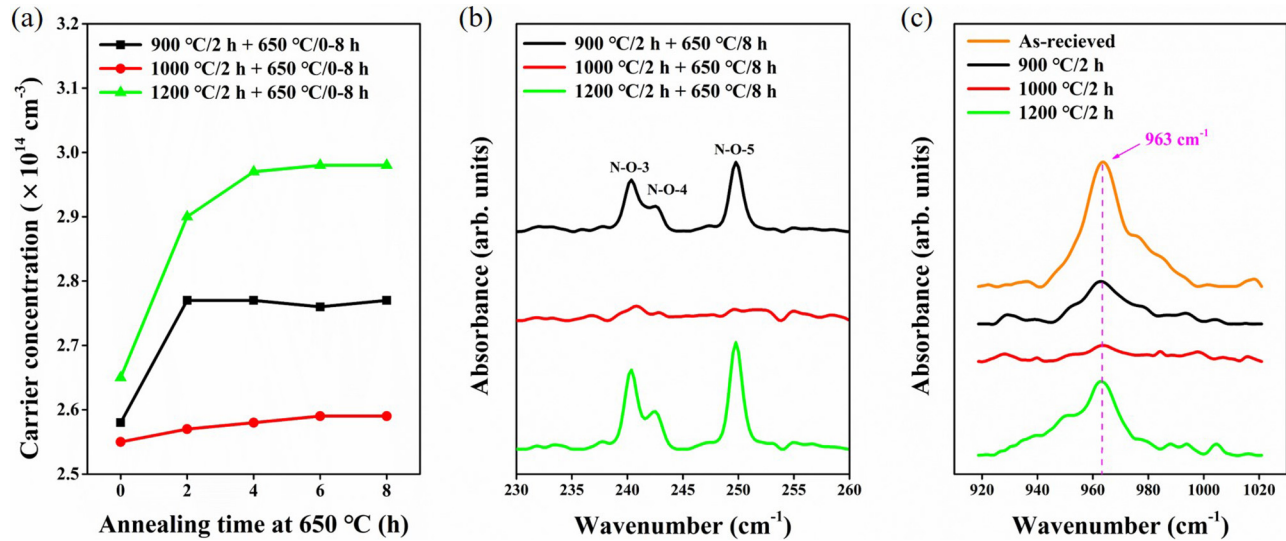 (a)
3.2
3.1
3.0
2.9
2.8
2.7
2.6
2.5
Carrier concentration ( × 10¹⁴ cm⁻³)
900 °C/2 h + 650 °C/0-8 h
1000 °C/2 h + 650 °C/0-8 h
1200 °C/2 h + 650 °C/0-8 h
0 2 4 6 8
Annealing time at 650 °C (h)
(b)
Absorbance (arb. units)
900 °C/2 h + 650 °C/8 h
1000 °C/2 h + 650 °C/8 h
1200 °C/2 h + 650 °C/8 h
N-O-3
N-O-4
N-O-5
230 240 250 260
Wavenumber (cm⁻¹)
(c)
Absorbance (arb. units)
As-recieved
900 °C/2 h
1000 °C/2 h
1200 °C/2 h
963 cm⁻¹
920 940 960 980 1000 1020
Wavenumber (cm⁻¹)